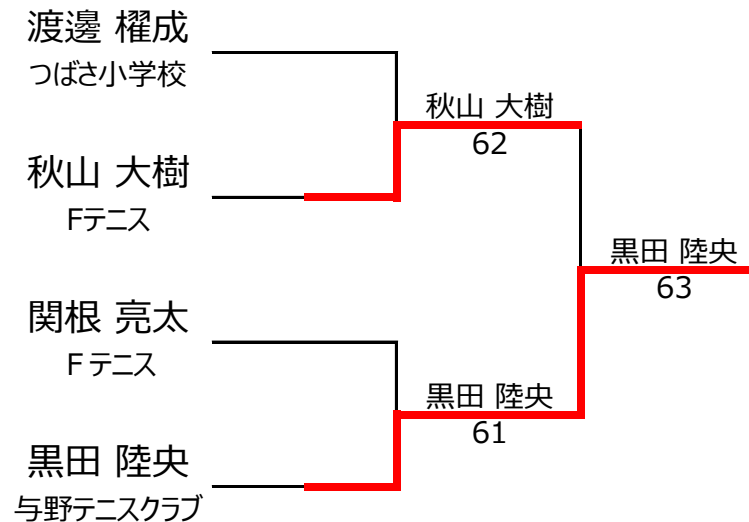 渡邊 櫂成
つばさ小学校
秋山 大樹
62
秋山 大樹
Fテニス
黒田 陸央
63
関根 亮太
Fテニス
黒田 陸央
61
黒田 陸央
与野テニスクラブ